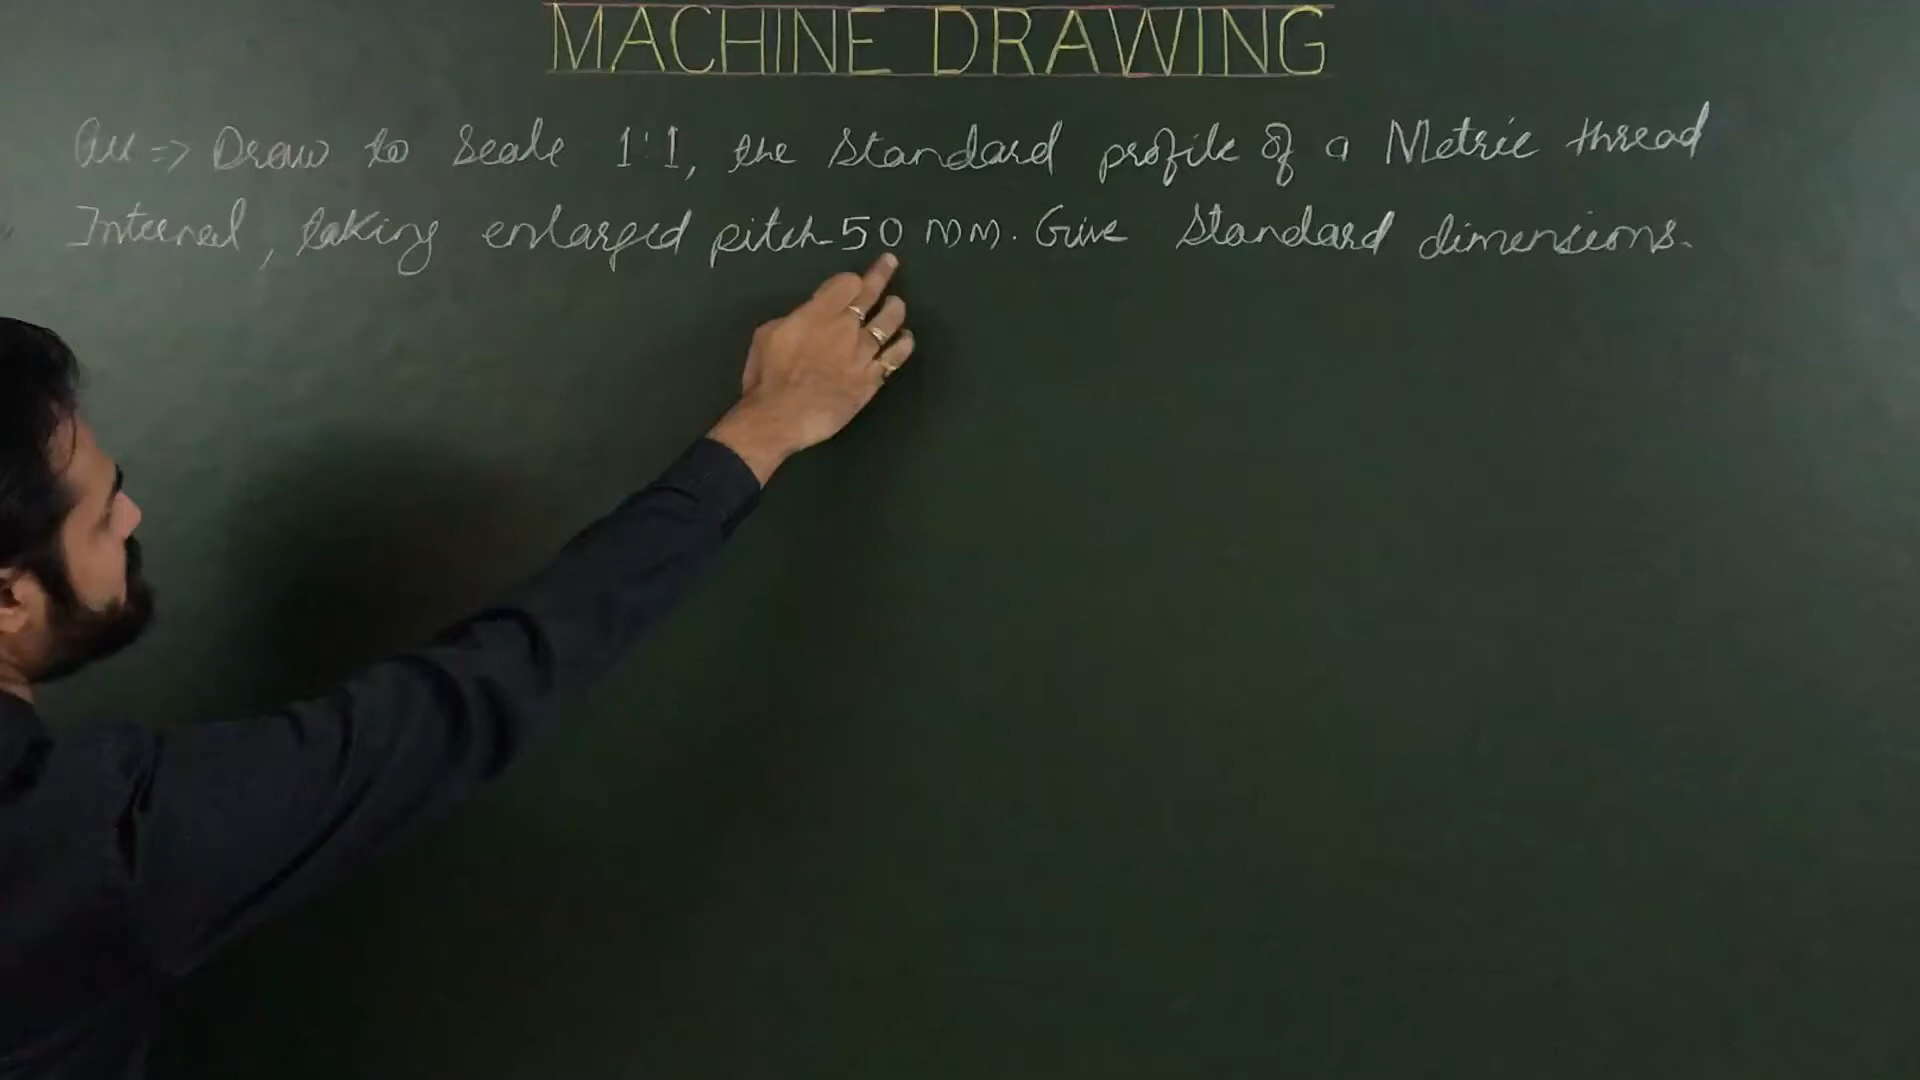 MACHINE DRAWING
Que => Draw to Scale 1:1, the standard profile of a Metric thread
Internal, taking enlarged pitch 50 mm. Give standard dimensions.